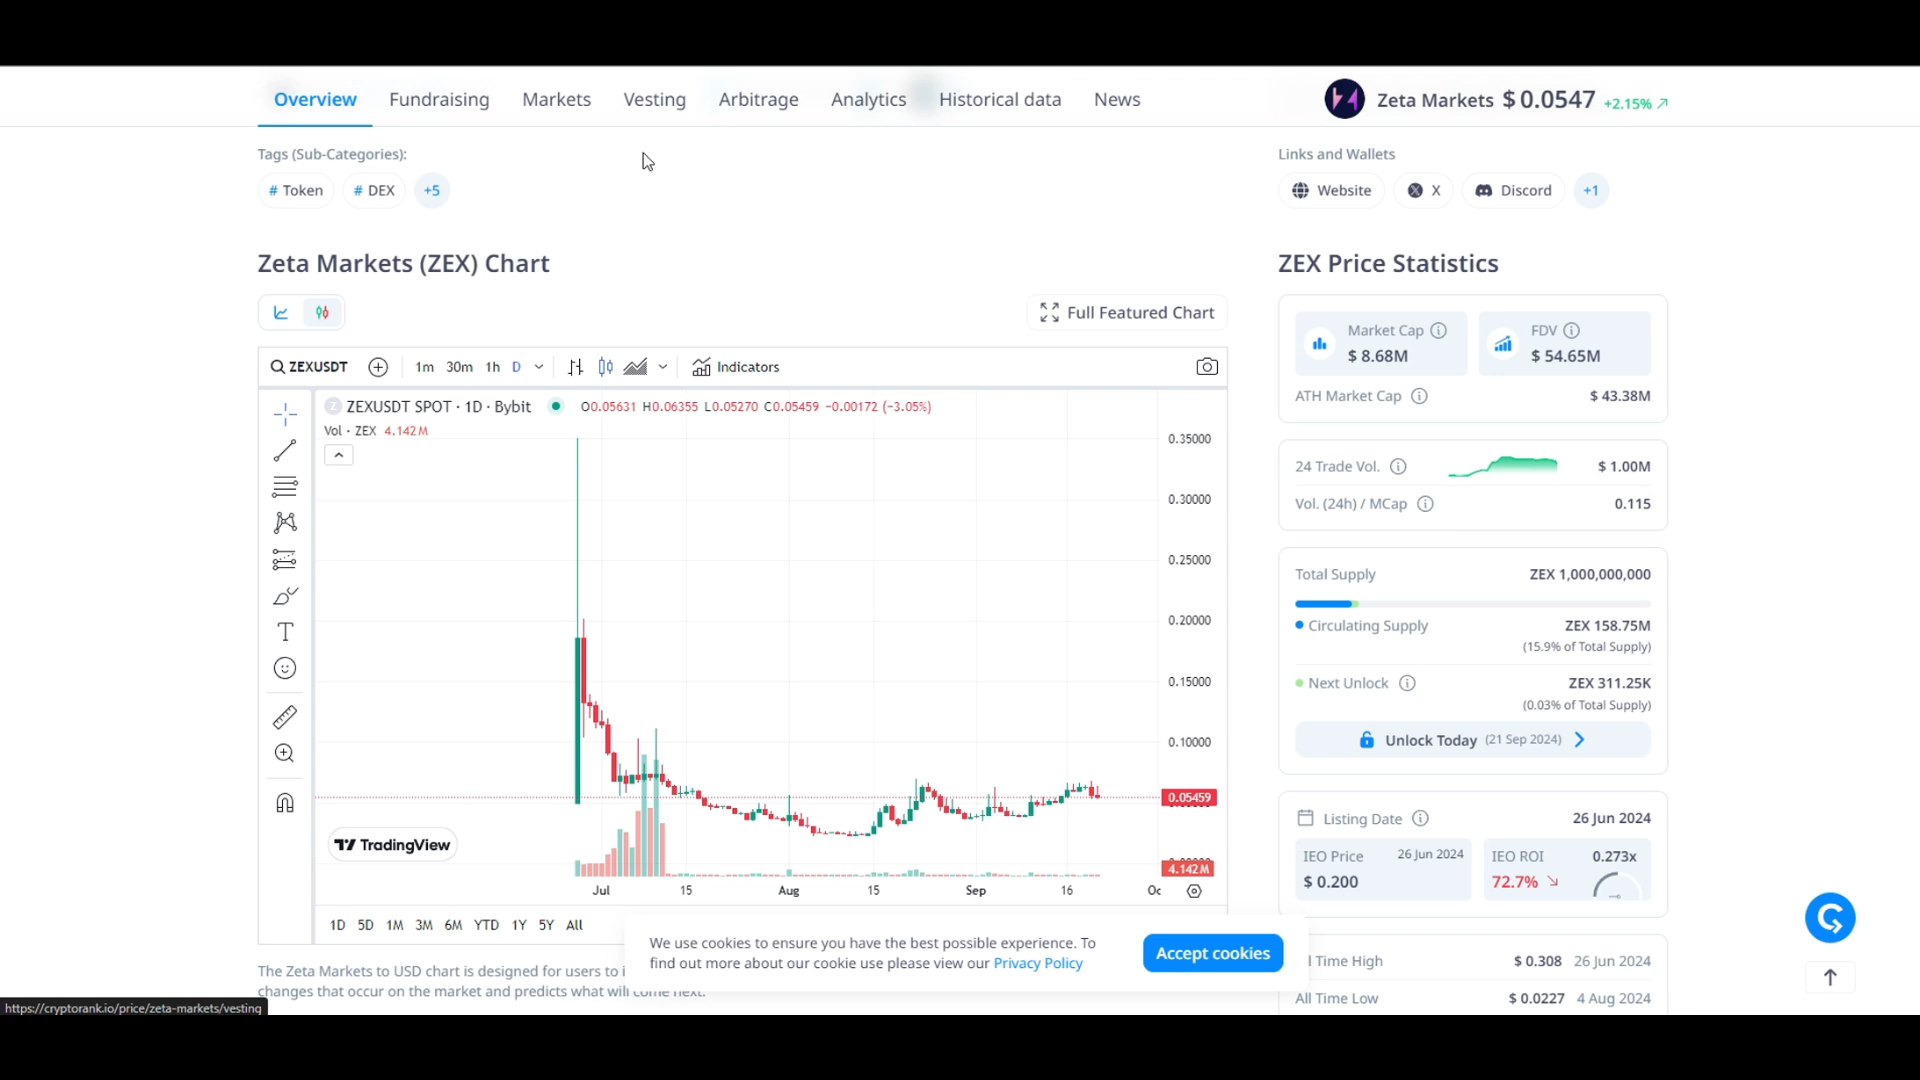 Overview Fundraising Markets Vesting Arbitrage Analytics Historical data News
Zeta Markets $ 0.0547 +2.15%
Tags (Sub-Categories):
# Token # DEX +5
Links and Wallets
Website X Discord +1
Zeta Markets (ZEX) Chart
Full Featured Chart
ZEXUSDT 1m 30m 1h D Indicators
ZEXUSDT SPOT · 1D · Bybit O0.05631 H0.06355 L0.05270 C0.05459 −0.00172 (−3.05%)
Vol · ZEX 4.142M
0.35000
0.30000
0.25000
0.20000
0.15000
0.10000
0.05459
4.142M
TradingView
Jul 15 Aug 15 Sep 16 Oc
1D 5D 1M 3M 6M YTD 1Y 5Y All
The Zeta Markets to USD chart is designed for users to i
changes that occur on the market and predicts what will come next.
ZEX Price Statistics
Market Cap
$ 8.68M
FDV
$ 54.65M
ATH Market Cap $ 43.38M
24 Trade Vol. $ 1.00M
Vol. (24h) / MCap 0.115
Total Supply ZEX 1,000,000,000
Circulating Supply ZEX 158.75M
(15.9% of Total Supply)
Next Unlock ZEX 311.25K
(0.03% of Total Supply)
Unlock Today (21 Sep 2024)
Listing Date 26 Jun 2024
IEO Price 26 Jun 2024
$ 0.200
IEO ROI 0.273x
72.7%
l Time High $ 0.308 26 Jun 2024
All Time Low $ 0.0227 4 Aug 2024
We use cookies to ensure you have the best possible experience. To
find out more about our cookie use please view our Privacy Policy
Accept cookies
https://cryptorank.io/price/zeta-markets/vesting